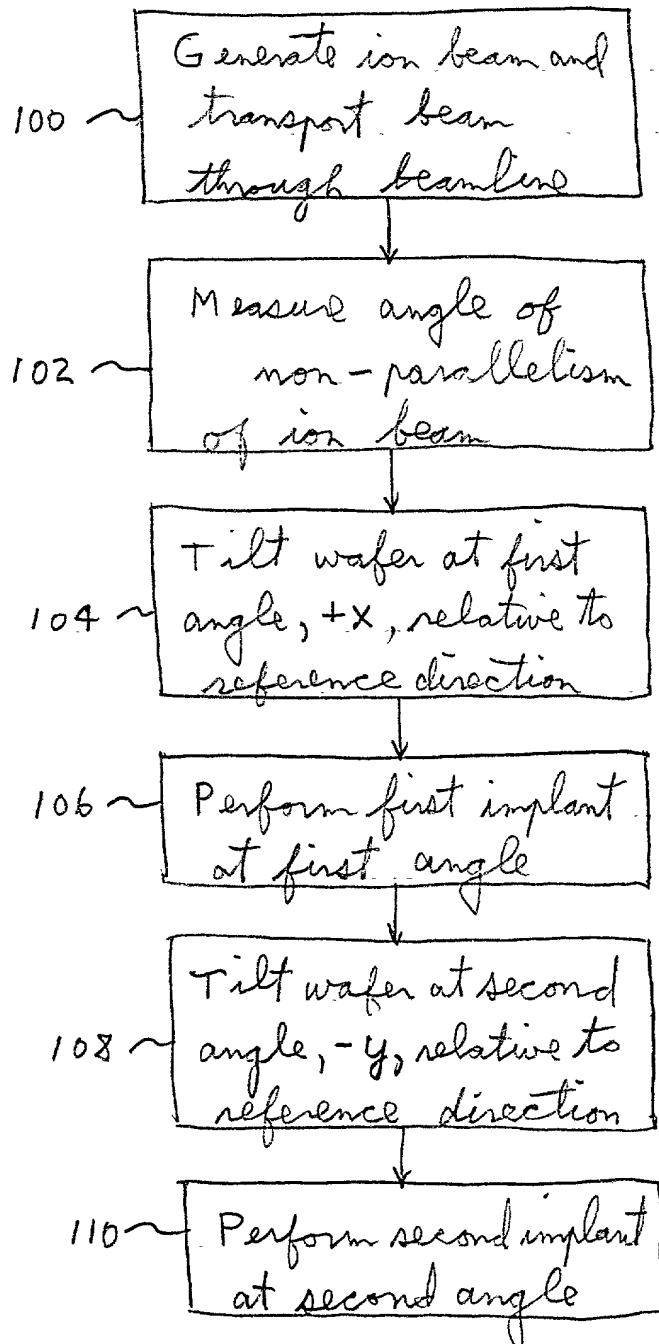 Generate ion beam and
100 transport beam
through beamline
Measure angle of
102 non-parallelism
of ion beam
Tilt wafer at first
104 angle, +x, relative to
reference direction
106 Perform first implant
at first angle
Tilt wafer at second
108 angle, -y, relative to
reference direction
110 Perform second implant
at second angle